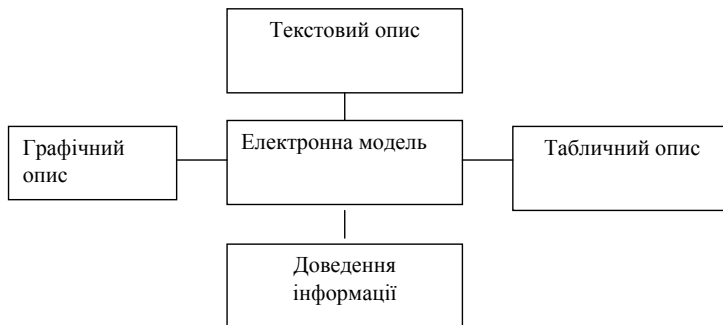 Текстовий опис
Графічний
опис
Електронна модель
Табличний опис
Доведення
інформації